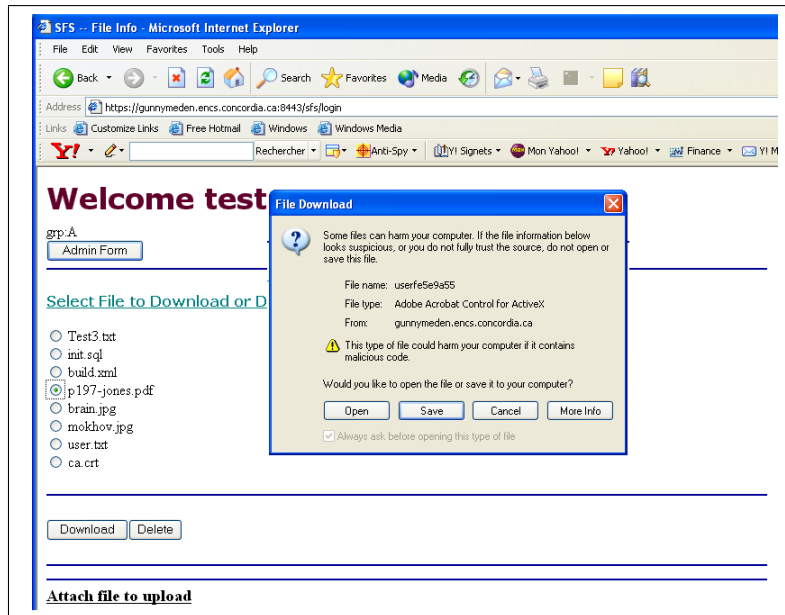 SFS -- File Info - Microsoft Internet Explorer
File Edit View Favorites Tools Help
Back Search Favorites Media
Address https://gunnymeden.encs.concordia.ca:8443/sfs/login
Links Customize Links Free Hotmail Windows Windows Media
Y! Rechercher Anti-Spy Y! Signets Mon Yahoo! Yahoo! Finance Y! M
Welcome test
grp:A
Admin Form
Select File to Download or D
Test3.txt
init.sql
build.xml
p197-jones.pdf
brain.jpg
mokhov.jpg
user.txt
ca.crt
Download Delete
Attach file to upload
File Download
Some files can harm your computer. If the file information below
looks suspicious, or you do not fully trust the source, do not open or
save this file.
File name: userfe5e9a55
File type: Adobe Acrobat Control for ActiveX
From: gunnymeden.encs.concordia.ca
This type of file could harm your computer if it contains
malicious code.
Would you like to open the file or save it to your computer?
Open Save Cancel More Info
Always ask before opening this type of file